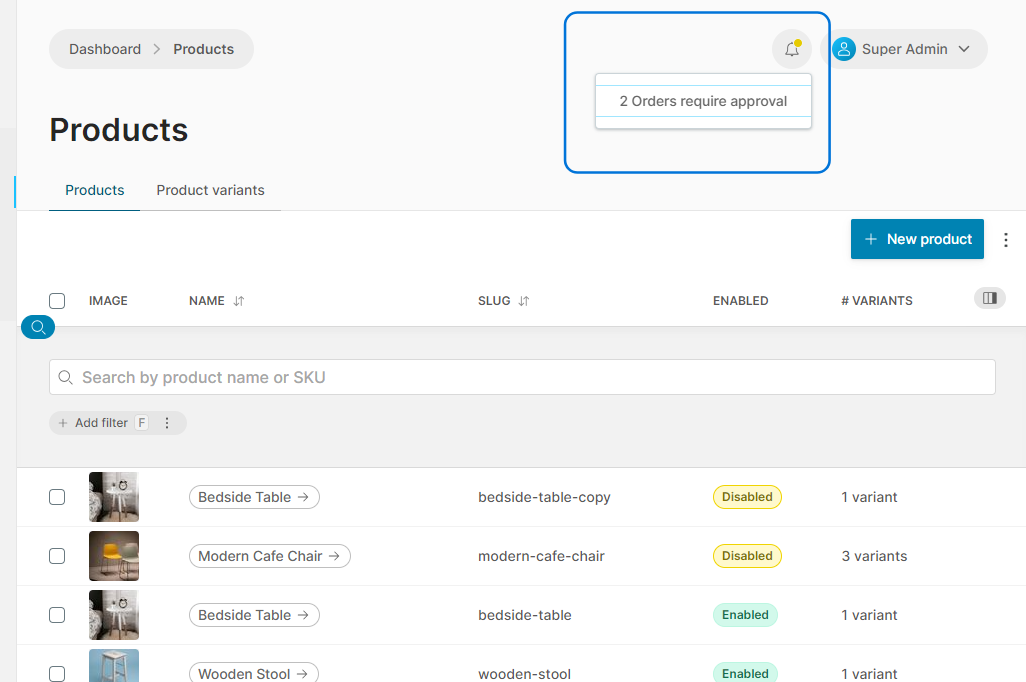 Dashboard > Products
Super Admin
2 Orders require approval
Products
Products Product variants
+ New product
IMAGE NAME SLUG ENABLED # VARIANTS
Search by product name or SKU
+ Add filter F
Bedside Table → bedside-table-copy Disabled 1 variant
Modern Cafe Chair → modern-cafe-chair Disabled 3 variants
Bedside Table → bedside-table Enabled 1 variant
Wooden Stool → wooden-stool Enabled 1 variant